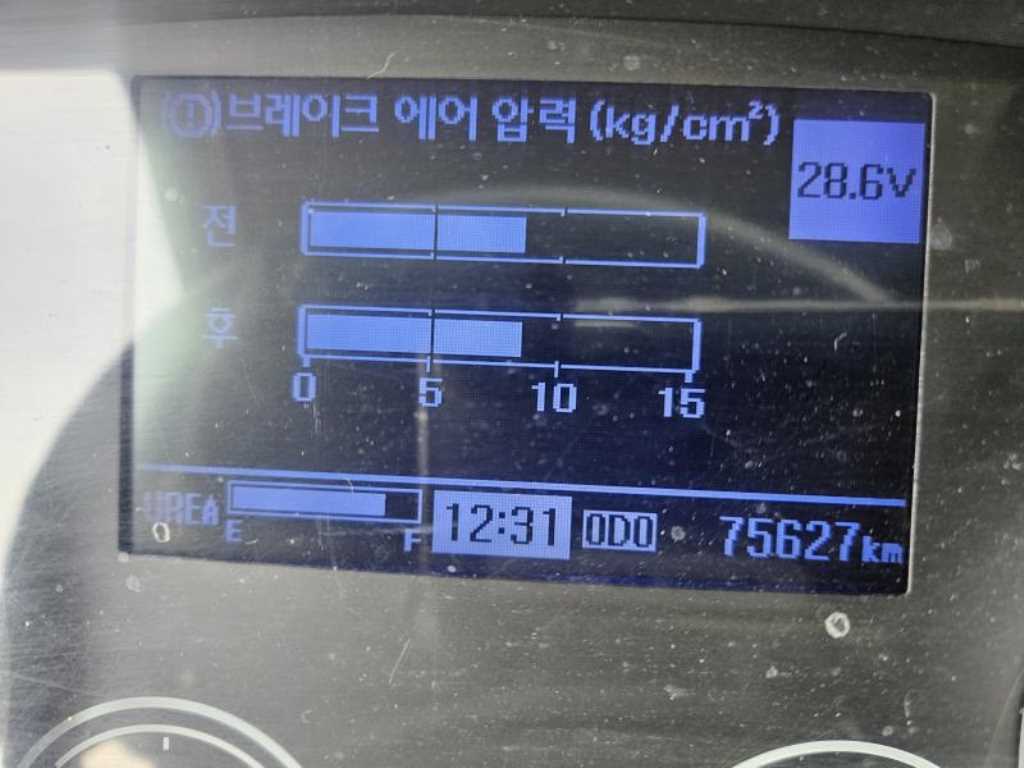 (!) 브레이크 에어 압력 (kg/cm²)
28.6V
전
후
0 5 10 15
UREA E F 12:31 ODO 75627km